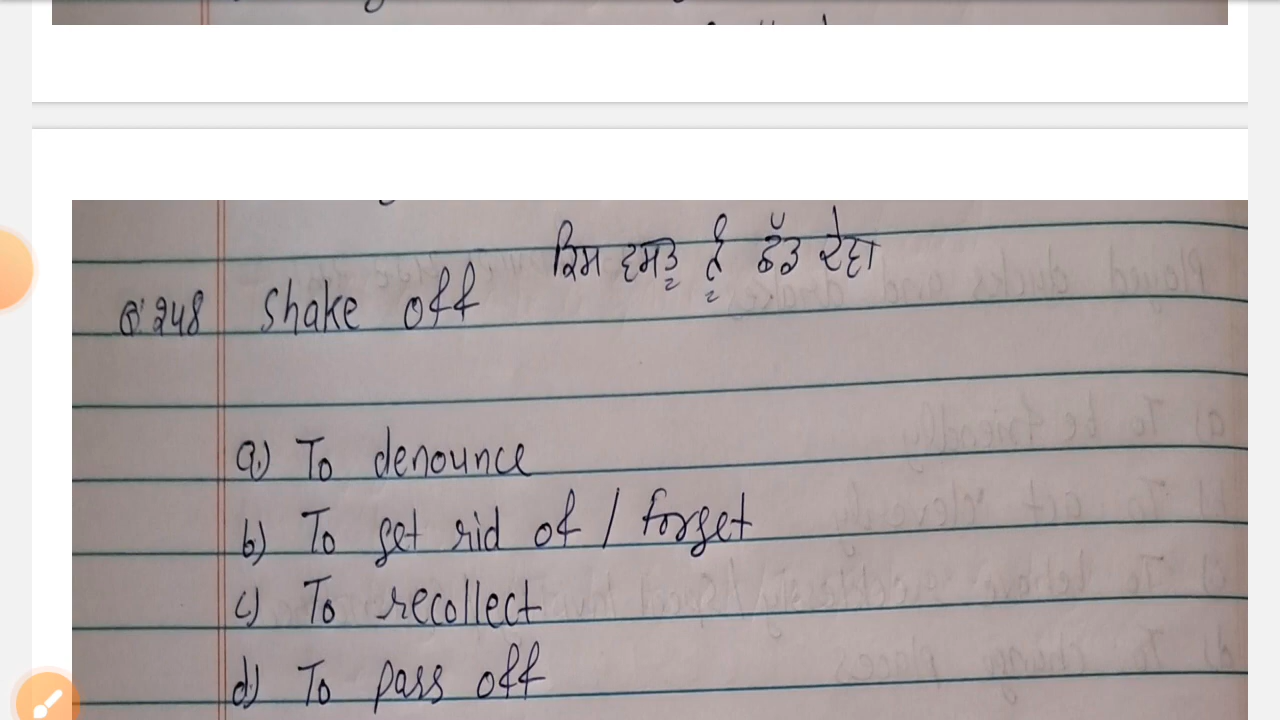 ਕਿਸ ਵਸਤੂ ਨੂੰ ਛੱਡ ਦੇਣਾ
Q.248 Shake off
a) To denounce
b) To get rid of / forget
c) To recollect
d) To pass off